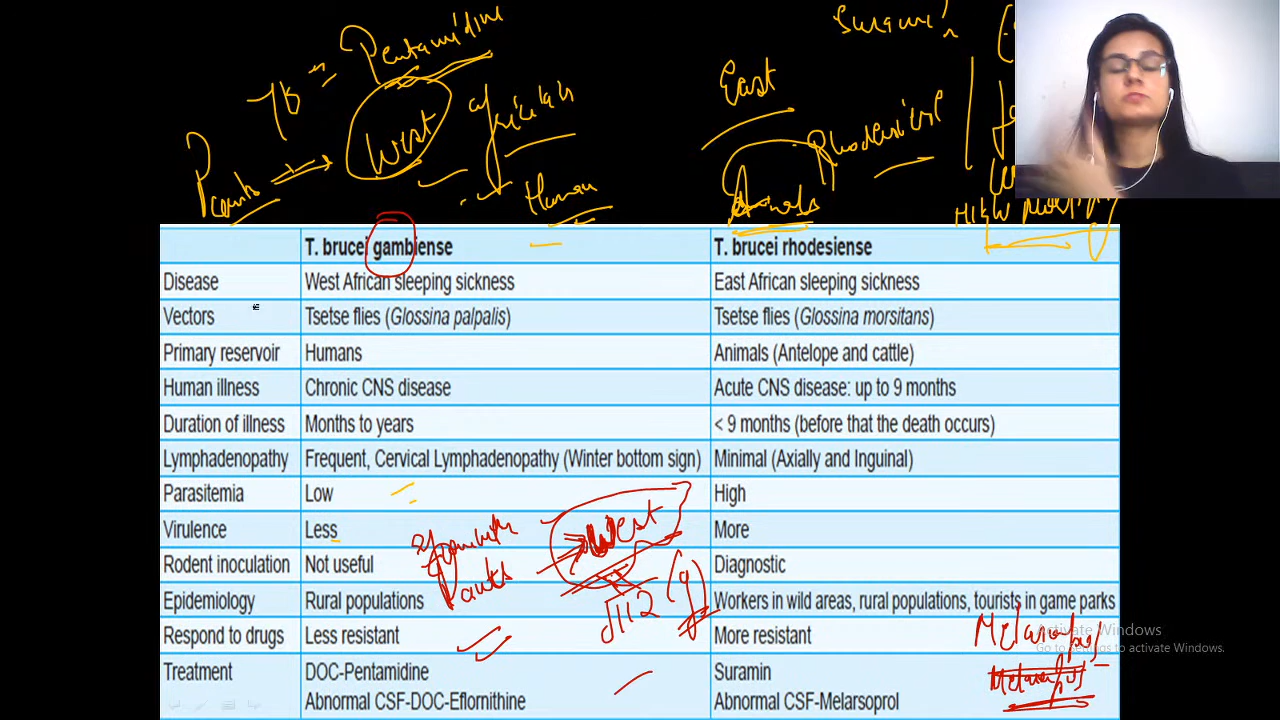 Pentamidine
West
East
Human
T. brucei gambiense T. brucei rhodesiense
Disease West African sleeping sickness East African sleeping sickness
Vectors Tsetse flies (Glossina palpalis) Tsetse flies (Glossina morsitans)
Primary reservoir Humans Animals (Antelope and cattle)
Human illness Chronic CNS disease Acute CNS disease: up to 9 months
Duration of illness Months to years < 9 months (before that the death occurs)
Lymphadenopathy Frequent, Cervical Lymphadenopathy (Winter bottom sign) Minimal (Axially and Inguinal)
Parasitemia Low High
Virulence Less More
West
Rodent inoculation Not useful Diagnostic
Epidemiology Rural populations Workers in wild areas, rural populations, tourists in game parks
Respond to drugs Less resistant More resistant
Activate Windows
Go to Settings to activate Windows.
Treatment DOC-Pentamidine Suramin
Abnormal CSF-DOC-Eflornithine Abnormal CSF-Melarsoprol